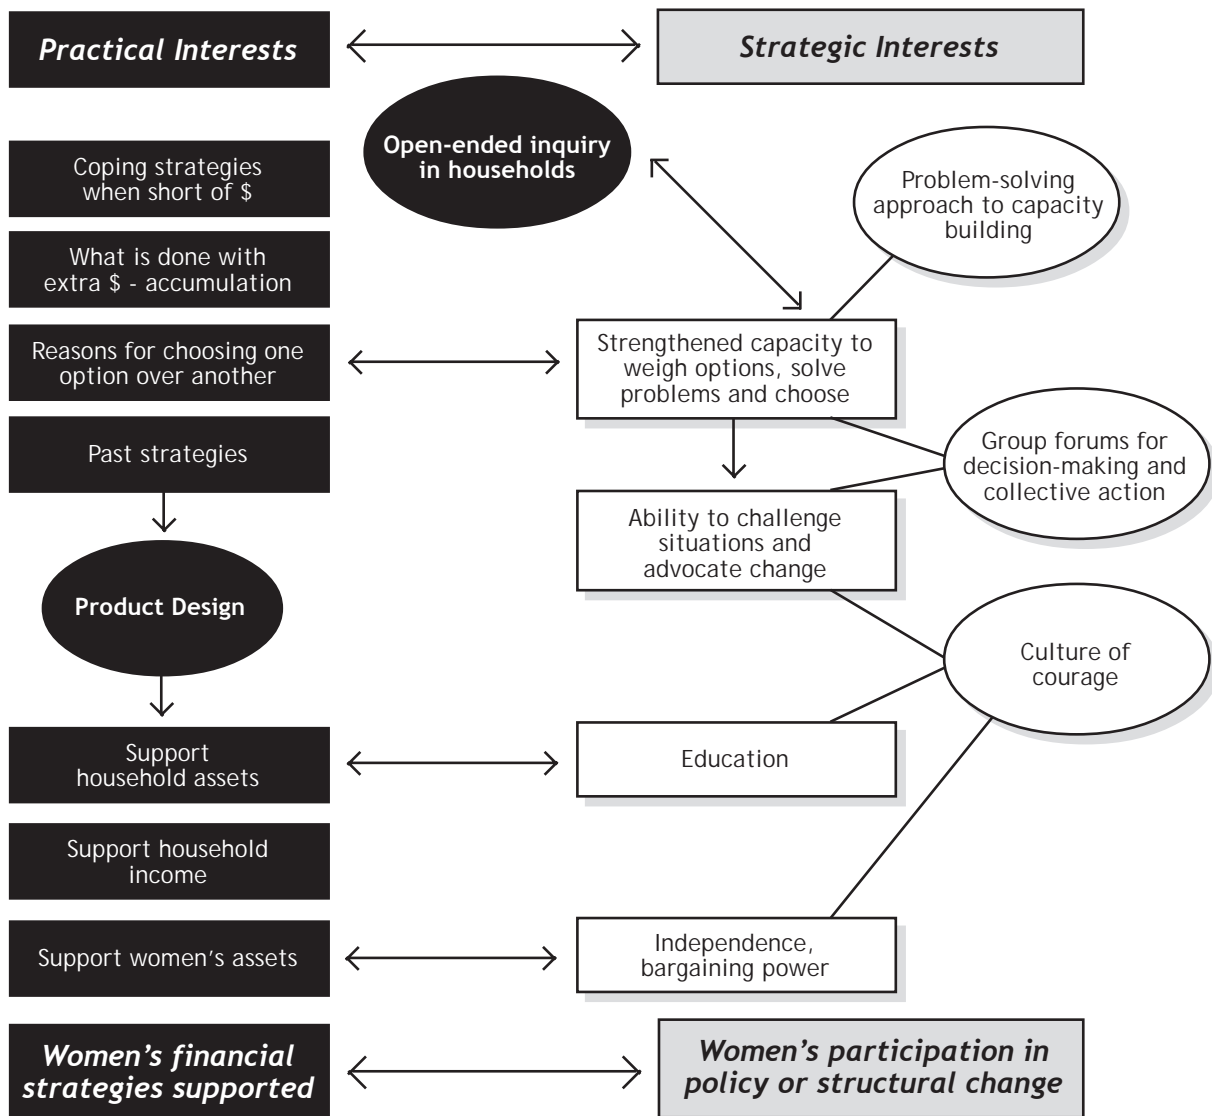 Practical Interests
Strategic Interests
Open-ended inquiry
in households
Coping strategies
when short of $
Problem-solving
approach to capacity
building
What is done with
extra $ - accumulation
Reasons for choosing one
option over another
Strengthened capacity to
weigh options, solve
problems and choose
Past strategies
Group forums for
decision-making and
collective action
Ability to challenge
situations and
advocate change
Product Design
Culture of
courage
Support
household assets
Education
Support household
income
Support women's assets
Independence,
bargaining power
Women's financial
strategies supported
Women's participation in
policy or structural change